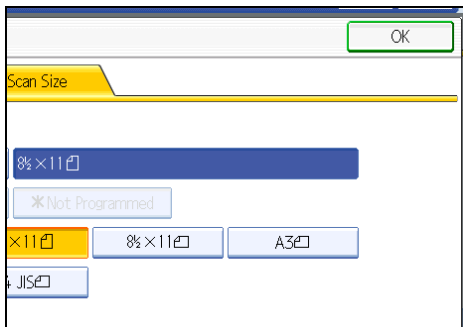 OK
Scan Size
8½×11
*Not Programmed
×11 8½×11 A3
JIS